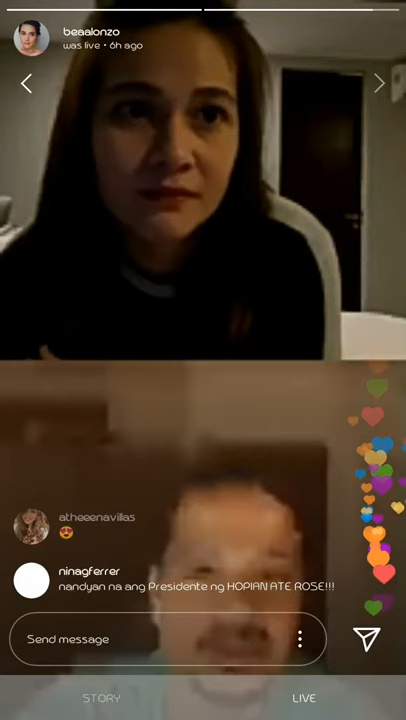 beaalonzo
was live • 6h ago
atheeenavillas
😍
ninagferrer
nandyan na ang Presidente ng HOPIAN ATE ROSE!!!
Send message
STORY
LIVE